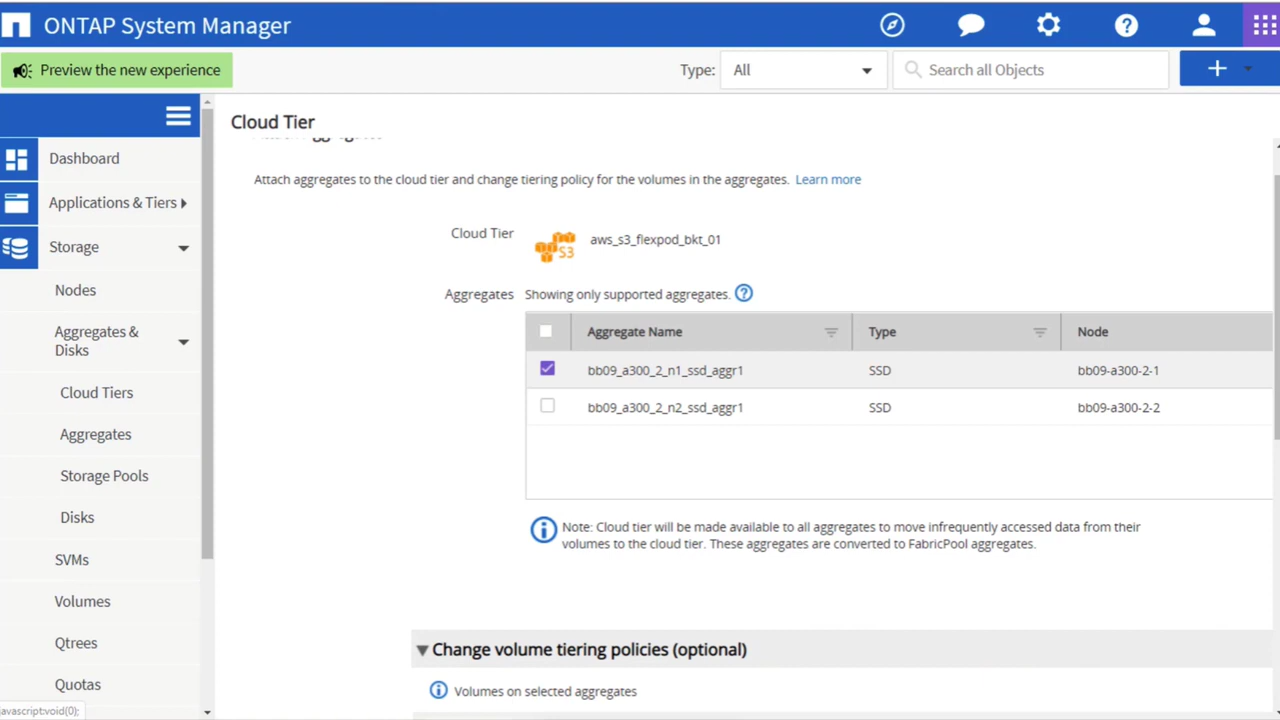 ONTAP System Manager
Preview the new experience
Type:
All
Search all Objects
Cloud Tier
Dashboard
Applications & Tiers
Storage
Nodes
Aggregates &
Disks
Cloud Tiers
Aggregates
Storage Pools
Disks
SVMs
Volumes
Qtrees
Quotas
javascript:void(0);
Attach aggregates to the cloud tier and change tiering policy for the volumes in the aggregates. Learn more
Cloud Tier
S3
aws_s3_flexpod_bkt_01
Aggregates
Showing only supported aggregates.
Aggregate Name Type Node
bb09_a300_2_n1_ssd_aggr1 SSD bb09-a300-2-1
bb09_a300_2_n2_ssd_aggr1 SSD bb09-a300-2-2
Note: Cloud tier will be made available to all aggregates to move infrequently accessed data from their
volumes to the cloud tier. These aggregates are converted to FabricPool aggregates.
Change volume tiering policies (optional)
Volumes on selected aggregates